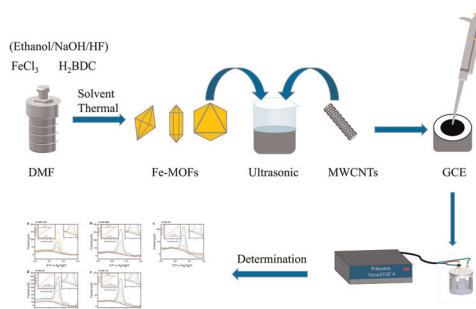 (Ethanol/NaOH/HF)
FeCl3 H2BDC
Solvent
Thermal
DMF
Fe-MOFs
Ultrasonic
MWCNTs
GCE
Determination
Princeton
VersaSTAT 4